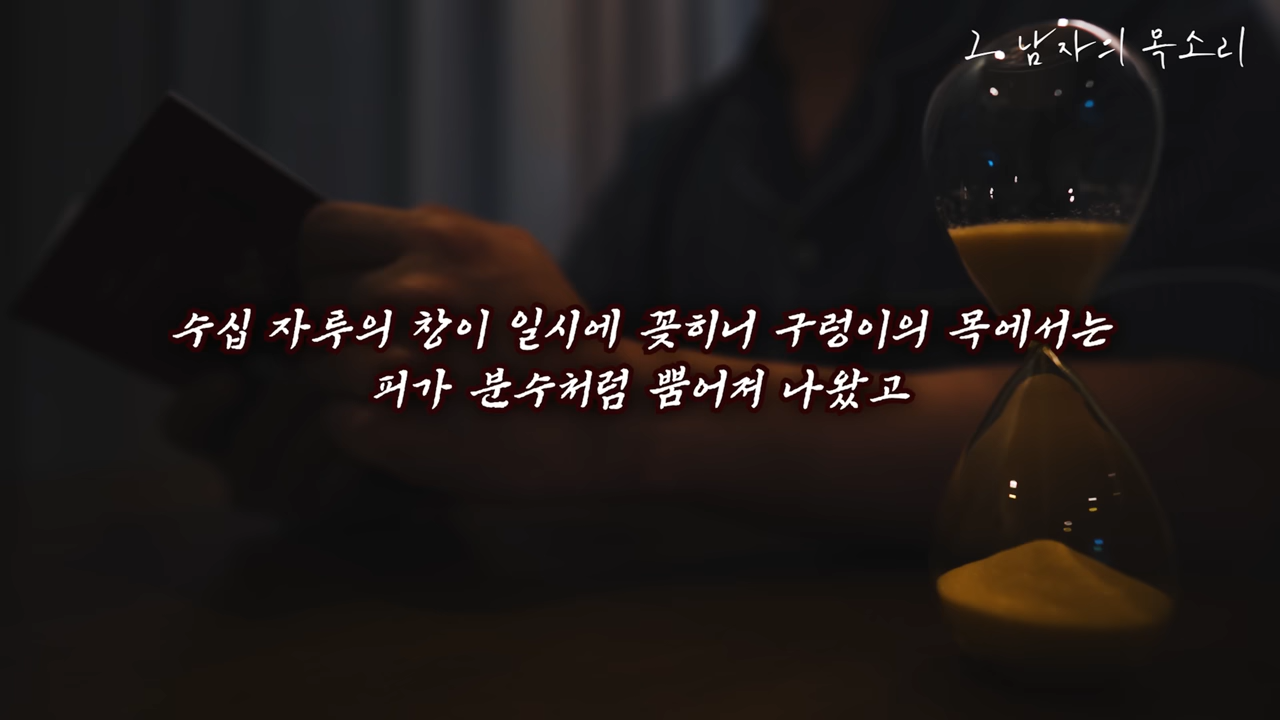 그 남자의 목소리
수십 자루의 창이 일시에 꽂히니 구렁이의 목에서는
피가 분수처럼 뿜어져 나왔고